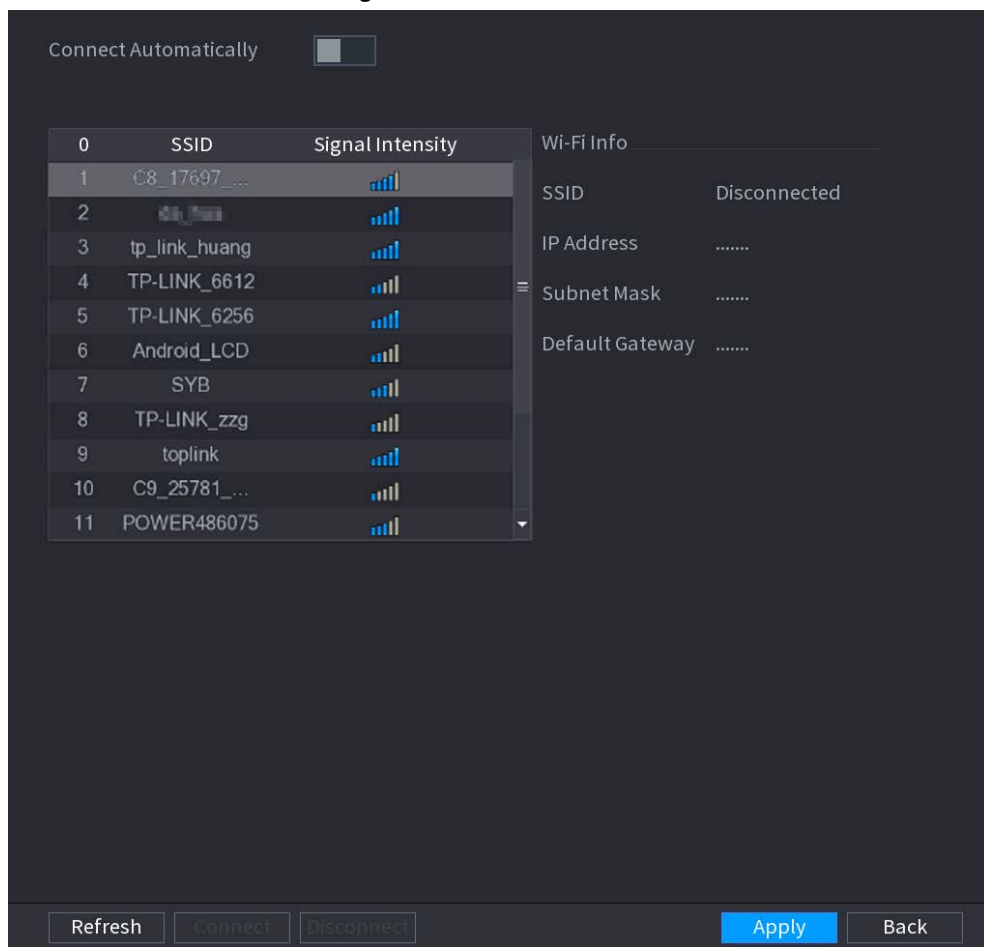 Connect Automatically
0 SSID Signal Intensity
1 C8_17697_...
2
3 tp_link_huang
4 TP-LINK_6612
5 TP-LINK_6256
6 Android_LCD
7 SYB
8 TP-LINK_zzg
9 toplink
10 C9_25781_...
11 POWER486075
Wi-Fi Info
SSID Disconnected
IP Address .......
Subnet Mask .......
Default Gateway .......
Refresh Connect Disconnect Apply Back